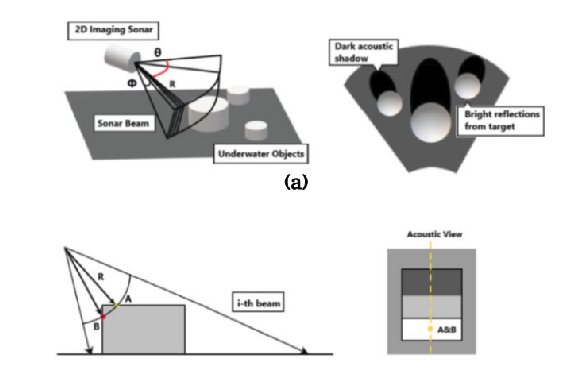 2D Imaging Sonar
θ
Φ
R
Sonar Beam
Underwater Objects
Dark acoustic
shadow
Bright reflections
from target
(a)
R
A
B
i-th beam
Acoustic View
A&B